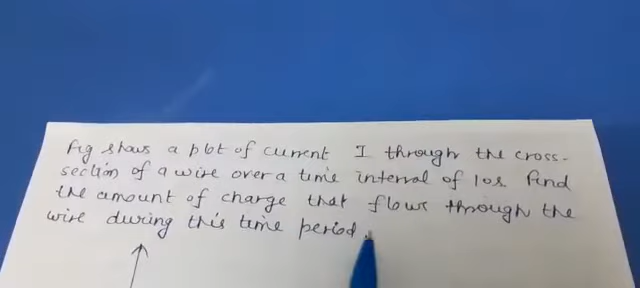 Fig shows a plot of current I through the cross-
section of a wire over a time interval of 10s. Find
the amount of charge that flows through the
wire during this time period.